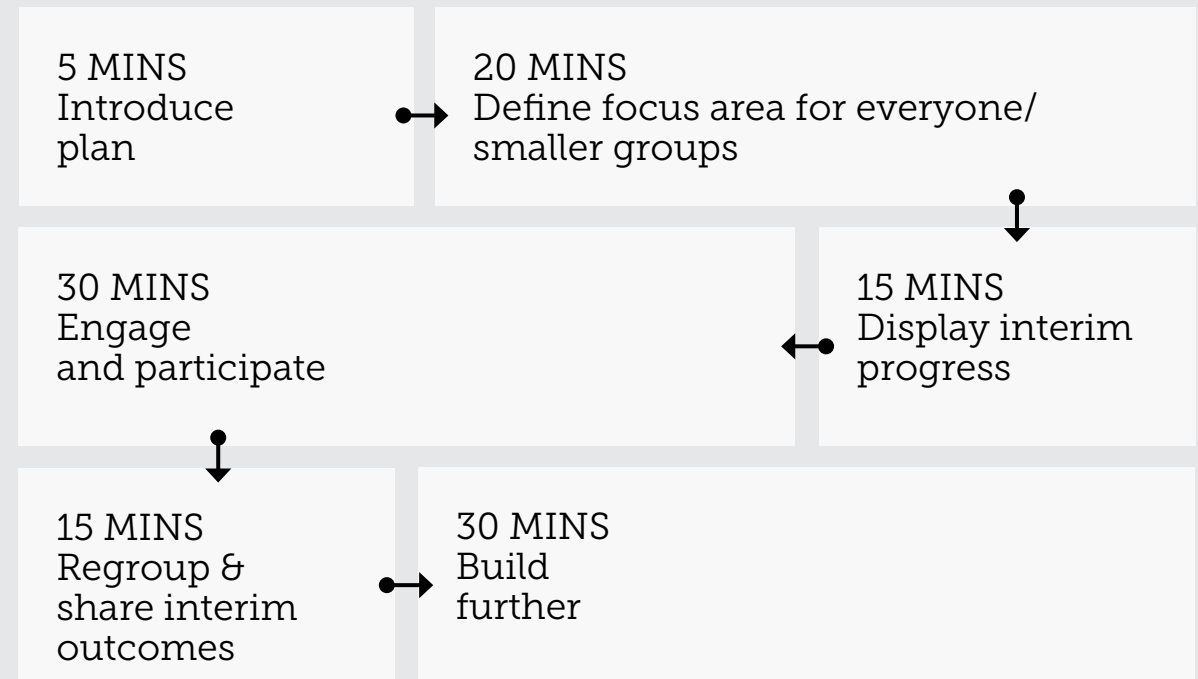 5 MINS
Introduce
plan
20 MINS
Define focus area for everyone/
smaller groups
15 MINS
Display interim
progress
30 MINS
Engage
and participate
15 MINS
Regroup &
share interim
outcomes
30 MINS
Build
further